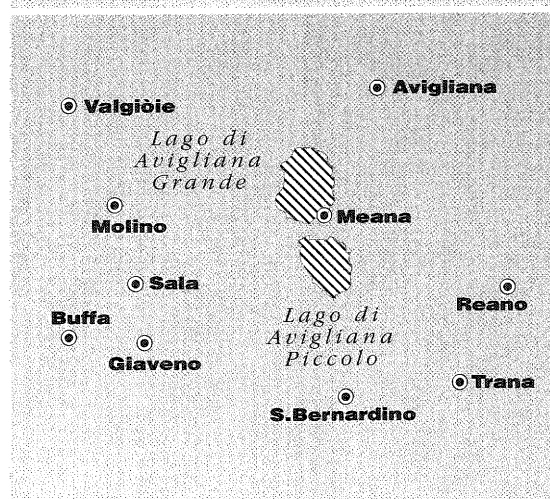 Avigliana
Valgiòie
Lago di
Avigliana
Grande
Meana
Molino
Sala
Reano
Buffa
Lago di
Avigliana
Piccolo
Giaveno
Trana
S.Bernardino